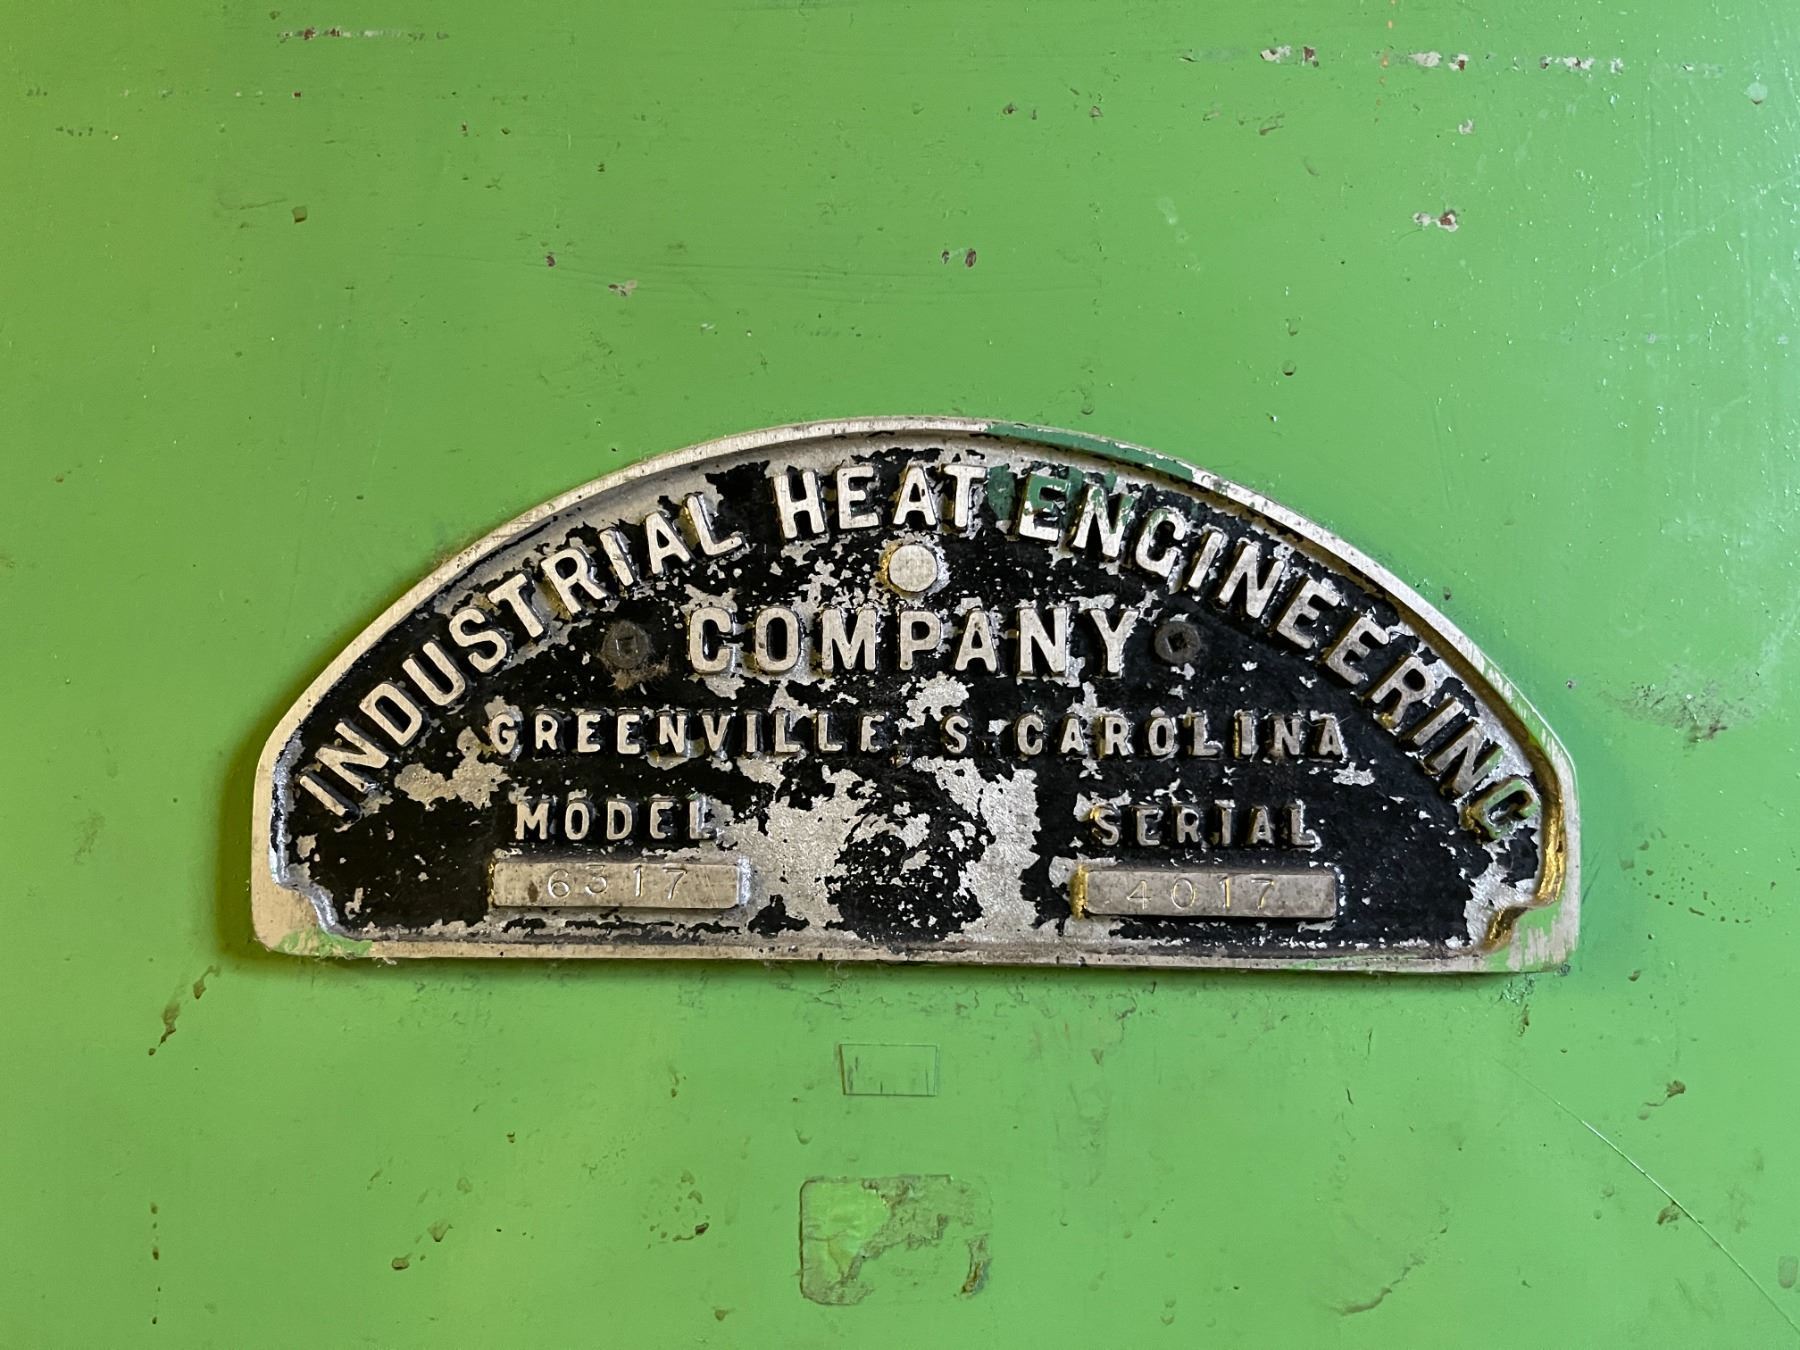 INDUSTRIAL HEAT ENGINEERING
COMPANY
GREENVILLE, S. CAROLINA
MODEL SERIAL
6317 4017